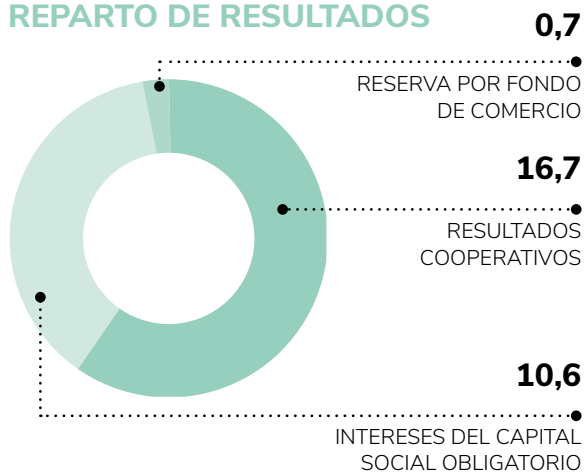 REPARTO DE RESULTADOS
0,7
RESERVA POR FONDO
DE COMERCIO
16,7
RESULTADOS
COOPERATIVOS
10,6
INTERESES DEL CAPITAL
SOCIAL OBLIGATORIO